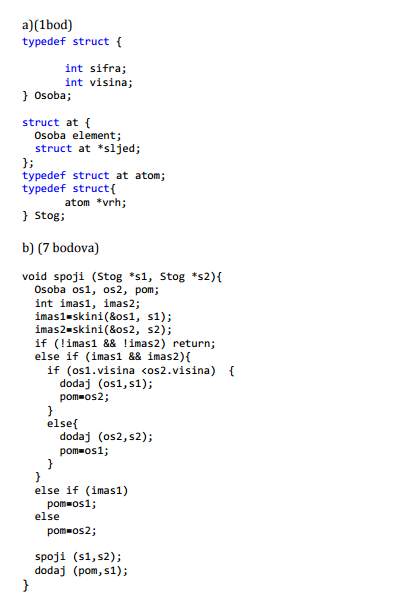 a)(1bod)
typedef struct {
int sifra;
int visina;
} Osoba;
struct at {
Osoba element;
struct at *sljed;
};
typedef struct at atom;
typedef struct{
atom *vrh;
} Stog;
b) (7 bodova)
void spoji (Stog *s1, Stog *s2){
Osoba os1, os2, pom;
int imas1, imas2;
imas1=skini(&os1, s1);
imas2=skini(&os2, s2);
if (!imas1 && !imas2) return;
else if (imas1 && imas2){
if (os1.visina <os2.visina) {
dodaj (os1,s1);
pom=os2;
}
else{
dodaj (os2,s2);
pom=os1;
}
}
else if (imas1)
pom=os1;
else
pom=os2;
spoji (s1,s2);
dodaj (pom,s1);
}